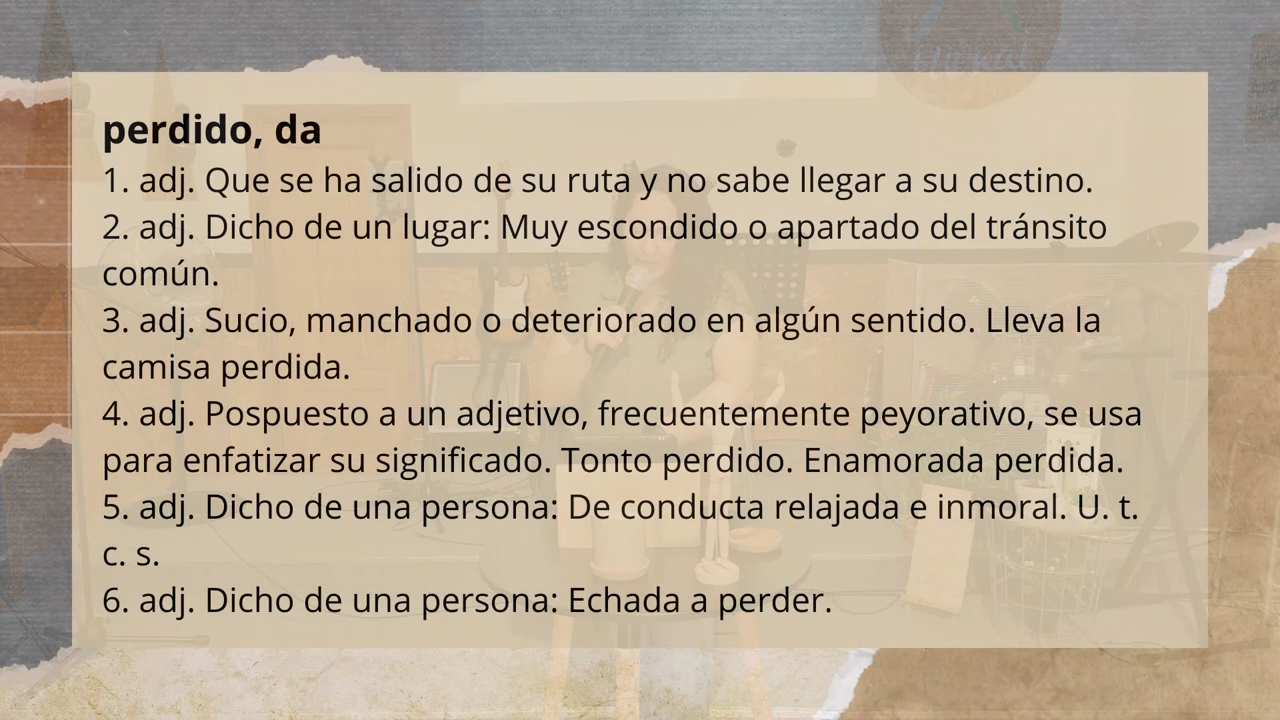 perdido, da
1. adj. Que se ha salido de su ruta y no sabe llegar a su destino.
2. adj. Dicho de un lugar: Muy escondido o apartado del tránsito
común.
3. adj. Sucio, manchado o deteriorado en algún sentido. Lleva la
camisa perdida.
4. adj. Pospuesto a un adjetivo, frecuentemente peyorativo, se usa
para enfatizar su significado. Tonto perdido. Enamorada perdida.
5. adj. Dicho de una persona: De conducta relajada e inmoral. U. t.
c. s.
6. adj. Dicho de una persona: Echada a perder.